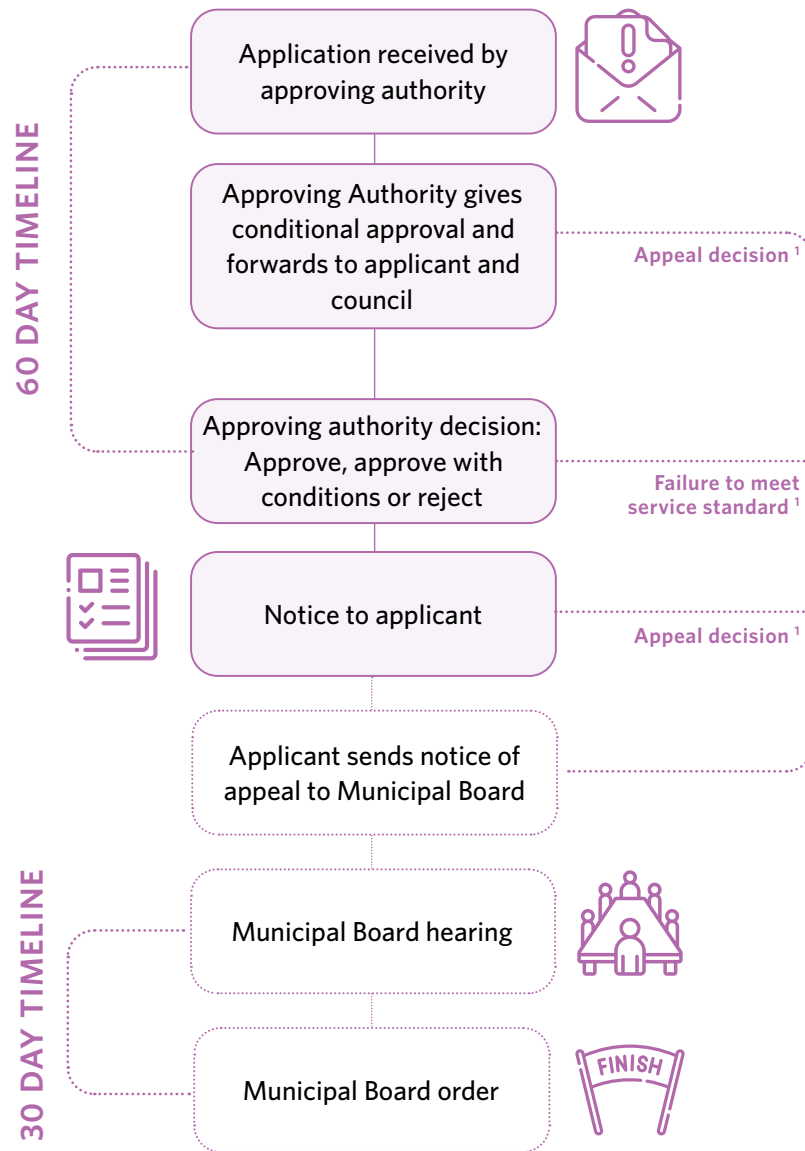 Application received by
approving authority
60 DAY TIMELINE
Approving Authority gives
conditional approval and
forwards to applicant and
council
Appeal decision ¹
Approving authority decision:
Approve, approve with
conditions or reject
Failure to meet
service standard ¹
Notice to applicant
Appeal decision ¹
Applicant sends notice of
appeal to Municipal Board
30 DAY TIMELINE
Municipal Board hearing
Municipal Board order
FINISH